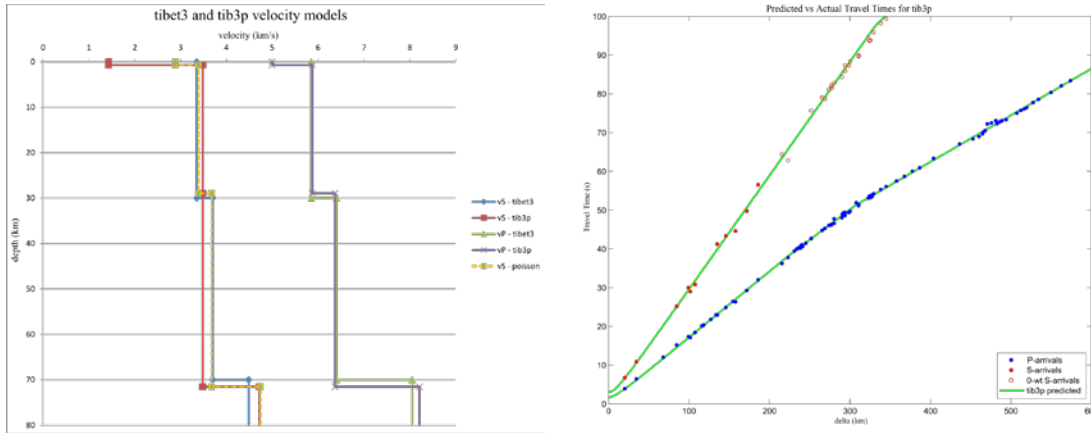 tibet3 and tib3p velocity models
velocity (km/s)
0 1 2 3 4 5 6 7 8 9
depth (km)
0
10
20
30
40
50
60
70
80
vS - tibet3
vS - tib3p
vP - tibet3
vP - tib3p
vS - poisson
Predicted vs Actual Travel Times for tib3p
Travel Time (s)
100
90
80
70
60
50
40
30
20
10
0
0 100 200 300 400 500 600
delta (km)
P-arrivals
S-arrivals
0-wt S-arrivals
tib3p predicted